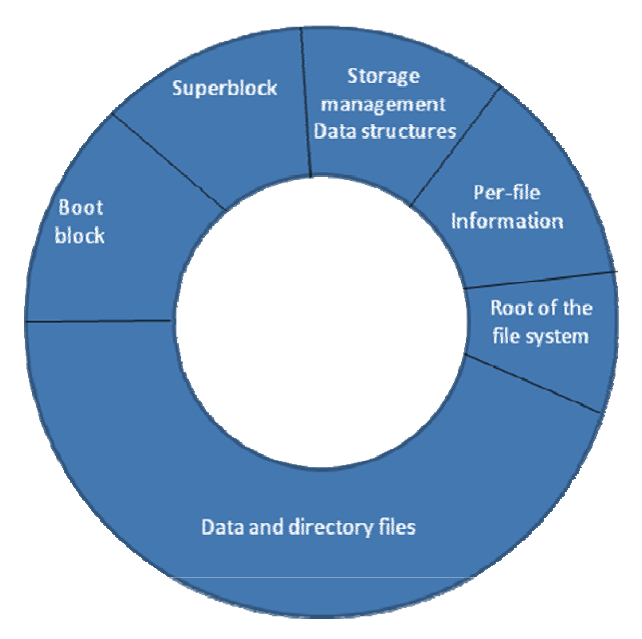 Superblock
Storage
management
Data structures
Boot
block
Per-file
Information
Root of the
file system
Data and directory files